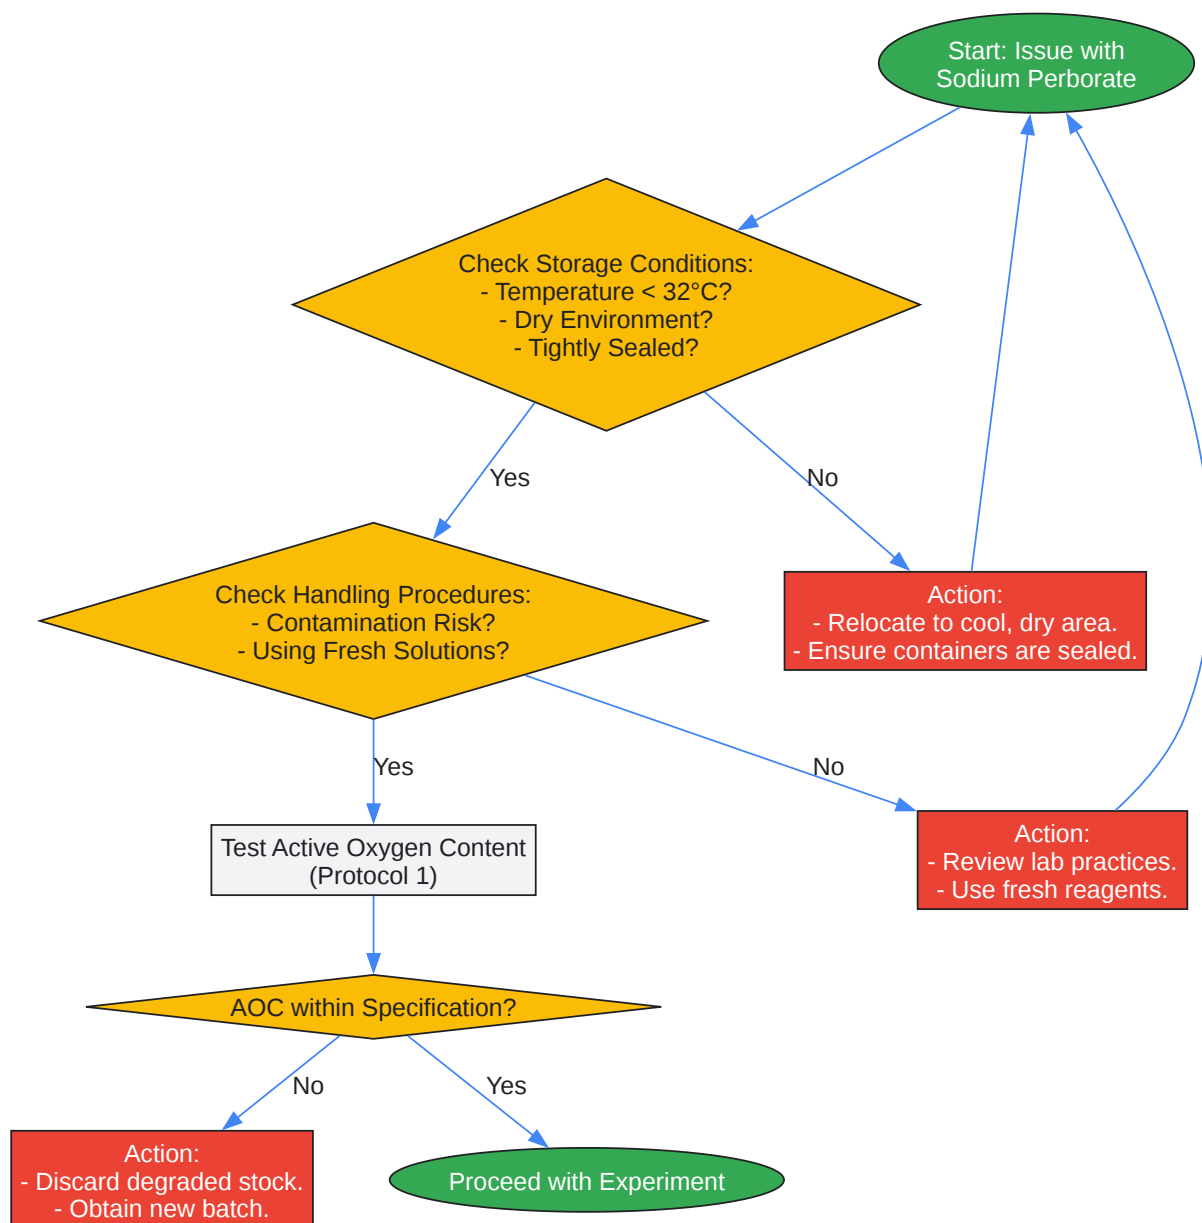 Start: Issue with
Sodium Perborate
Check Storage Conditions:
- Temperature < 32°C?
- Dry Environment?
- Tightly Sealed?
Yes
No
Check Handling Procedures:
- Contamination Risk?
- Using Fresh Solutions?
Action:
- Relocate to cool, dry area.
- Ensure containers are sealed.
Yes
No
Test Active Oxygen Content
(Protocol 1)
Action:
- Review lab practices.
- Use fresh reagents.
AOC within Specification?
No
Yes
Action:
- Discard degraded stock.
- Obtain new batch.
Proceed with Experiment